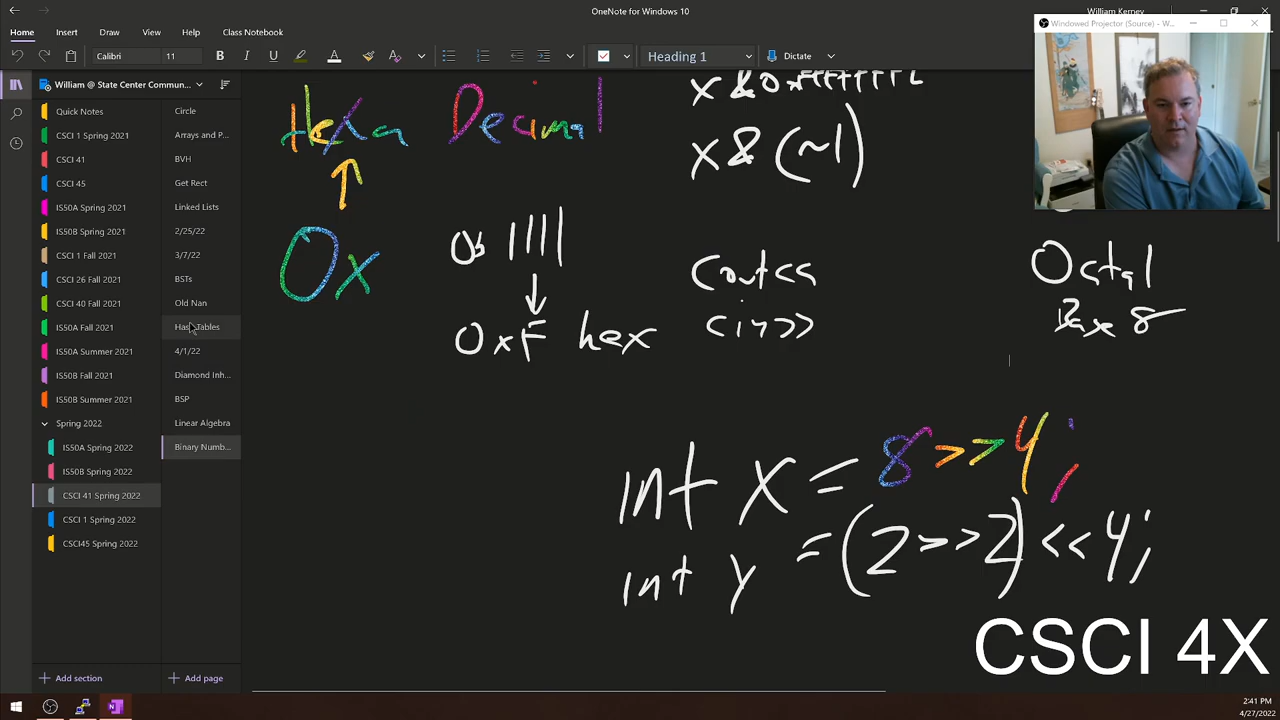 OneNote for Windows 10
William Kerney
Home Insert Draw View Help Class Notebook
Calibri 11 B I U A Heading 1 Dictate
Windowed Projector (Source) - W...
William @ State Center Commun...
Quick Notes
CSCI 1 Spring 2021
CSCI 41
CSCI 45
IS50A Spring 2021
IS50B Spring 2021
CSCI 1 Fall 2021
CSCI 26 Fall 2021
CSCI 40 Fall 2021
IS50A Fall 2021
IS50A Summer 2021
IS50B Fall 2021
IS50B Summer 2021
Spring 2022
IS50A Spring 2022
IS50B Spring 2022
CSCI 41 Spring 2022
CSCI 1 Spring 2022
CSCI45 Spring 2022
Add section
Circle
Arrays and P...
BVH
Get Rect
Linked Lists
2/25/22
3/7/22
BSTs
Old Nan
Hash Tables
4/1/22
Diamond Inh...
BSP
Linear Algebra
Binary Numb...
Add page
Hexa Decimal
0x
1111
0xF hex
x &
x & (~1)
Cout <<
Cin >>
Octal
Base 8
int x = 8>>4;
int y = (2>>2)<<4;
CSCI 4X
2:41 PM
4/27/2022